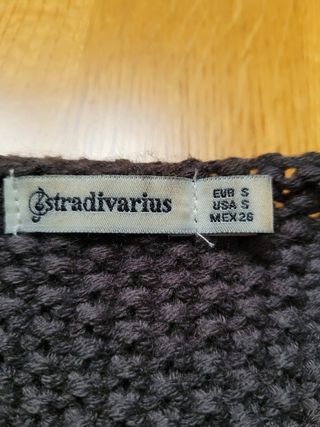 stradivarius
EUR S
USA S
MEX 26